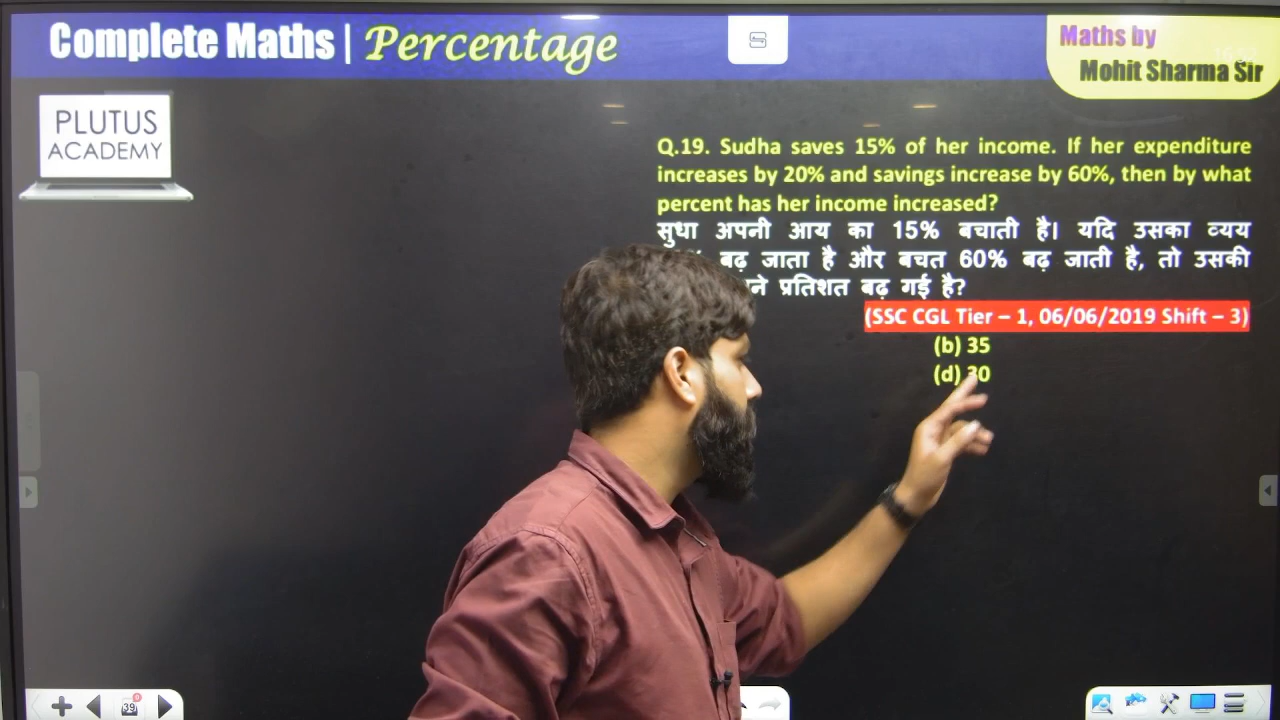 Complete Maths | Percentage
Maths by
Mohit Sharma Sir
PLUTUS
ACADEMY
Q.19. Sudha saves 15% of her income. If her expenditure
increases by 20% and savings increase by 60%, then by what
percent has her income increased?
सुधा अपनी आय का 15% बचाती है। यदि उसका व्यय
बढ़ जाता है और बचत 60% बढ़ जाती है, तो उसकी
प्रतिशत बढ़ गई है?
(SSC CGL Tier – 1, 06/06/2019 Shift – 3)
(b) 35
(d) 30
39